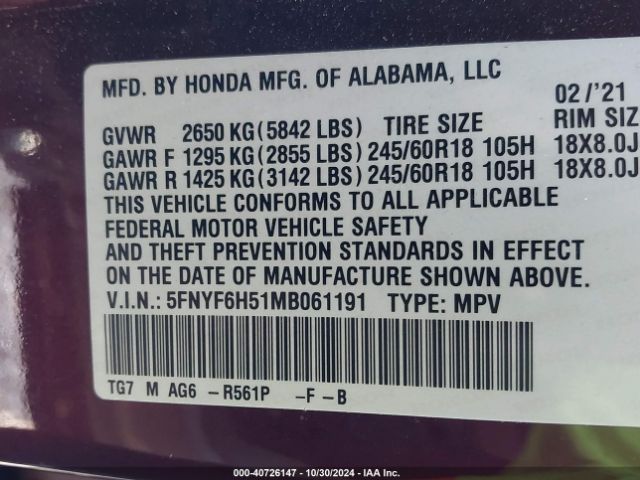 MFD. BY HONDA MFG. OF ALABAMA, LLC
02/'21
GVWR 2650 KG (5842 LBS) TIRE SIZE RIM SIZ
GAWR F 1295 KG (2855 LBS) 245/60R18 105H 18X8.0J
GAWR R 1425 KG (3142 LBS) 245/60R18 105H 18X8.0J
THIS VEHICLE CONFORMS TO ALL APPLICABLE
FEDERAL MOTOR VEHICLE SAFETY
AND THEFT PREVENTION STANDARDS IN EFFECT
ON THE DATE OF MANUFACTURE SHOWN ABOVE.
V.I.N.: 5FNYF6H51MB061191 TYPE: MPV
TG7 M AG6 -R561P -F-B
000-40726147 - 10/30/2024 - IAA Inc.